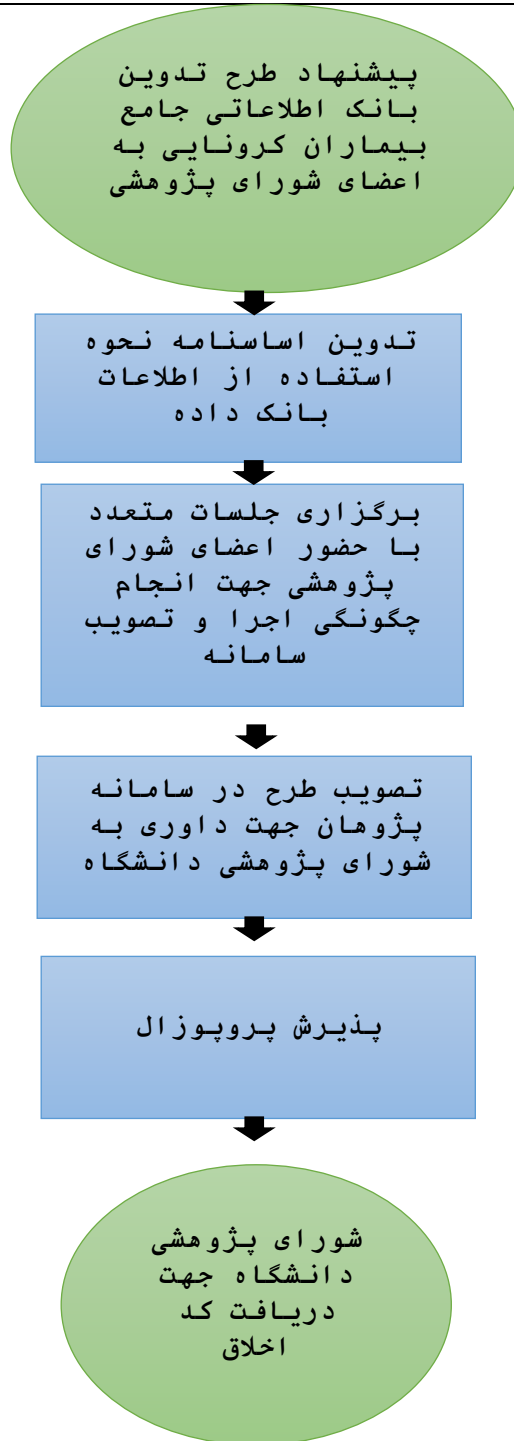 پیشنهاد طرح تدوین
بانک اطلاعاتی جامع
بیماران کرونایی به
اعضای شورای پژوهشی
تدوین اساسنامه نحوه
استفاده از اطلاعات
بانک داده
برگزاری جلسات متعدد
با حضور اعضای شورای
پژوهشی جهت انجام
چگونگی اجرا و تصویب
سامانه
تصویب طرح در سامانه
پژوهان جهت داوری به
شورای پژوهشی دانشگاه
پذیرش پروپوزال
شورای پژوهشی
دانشگاه جهت
دریافت کد
اخلاق